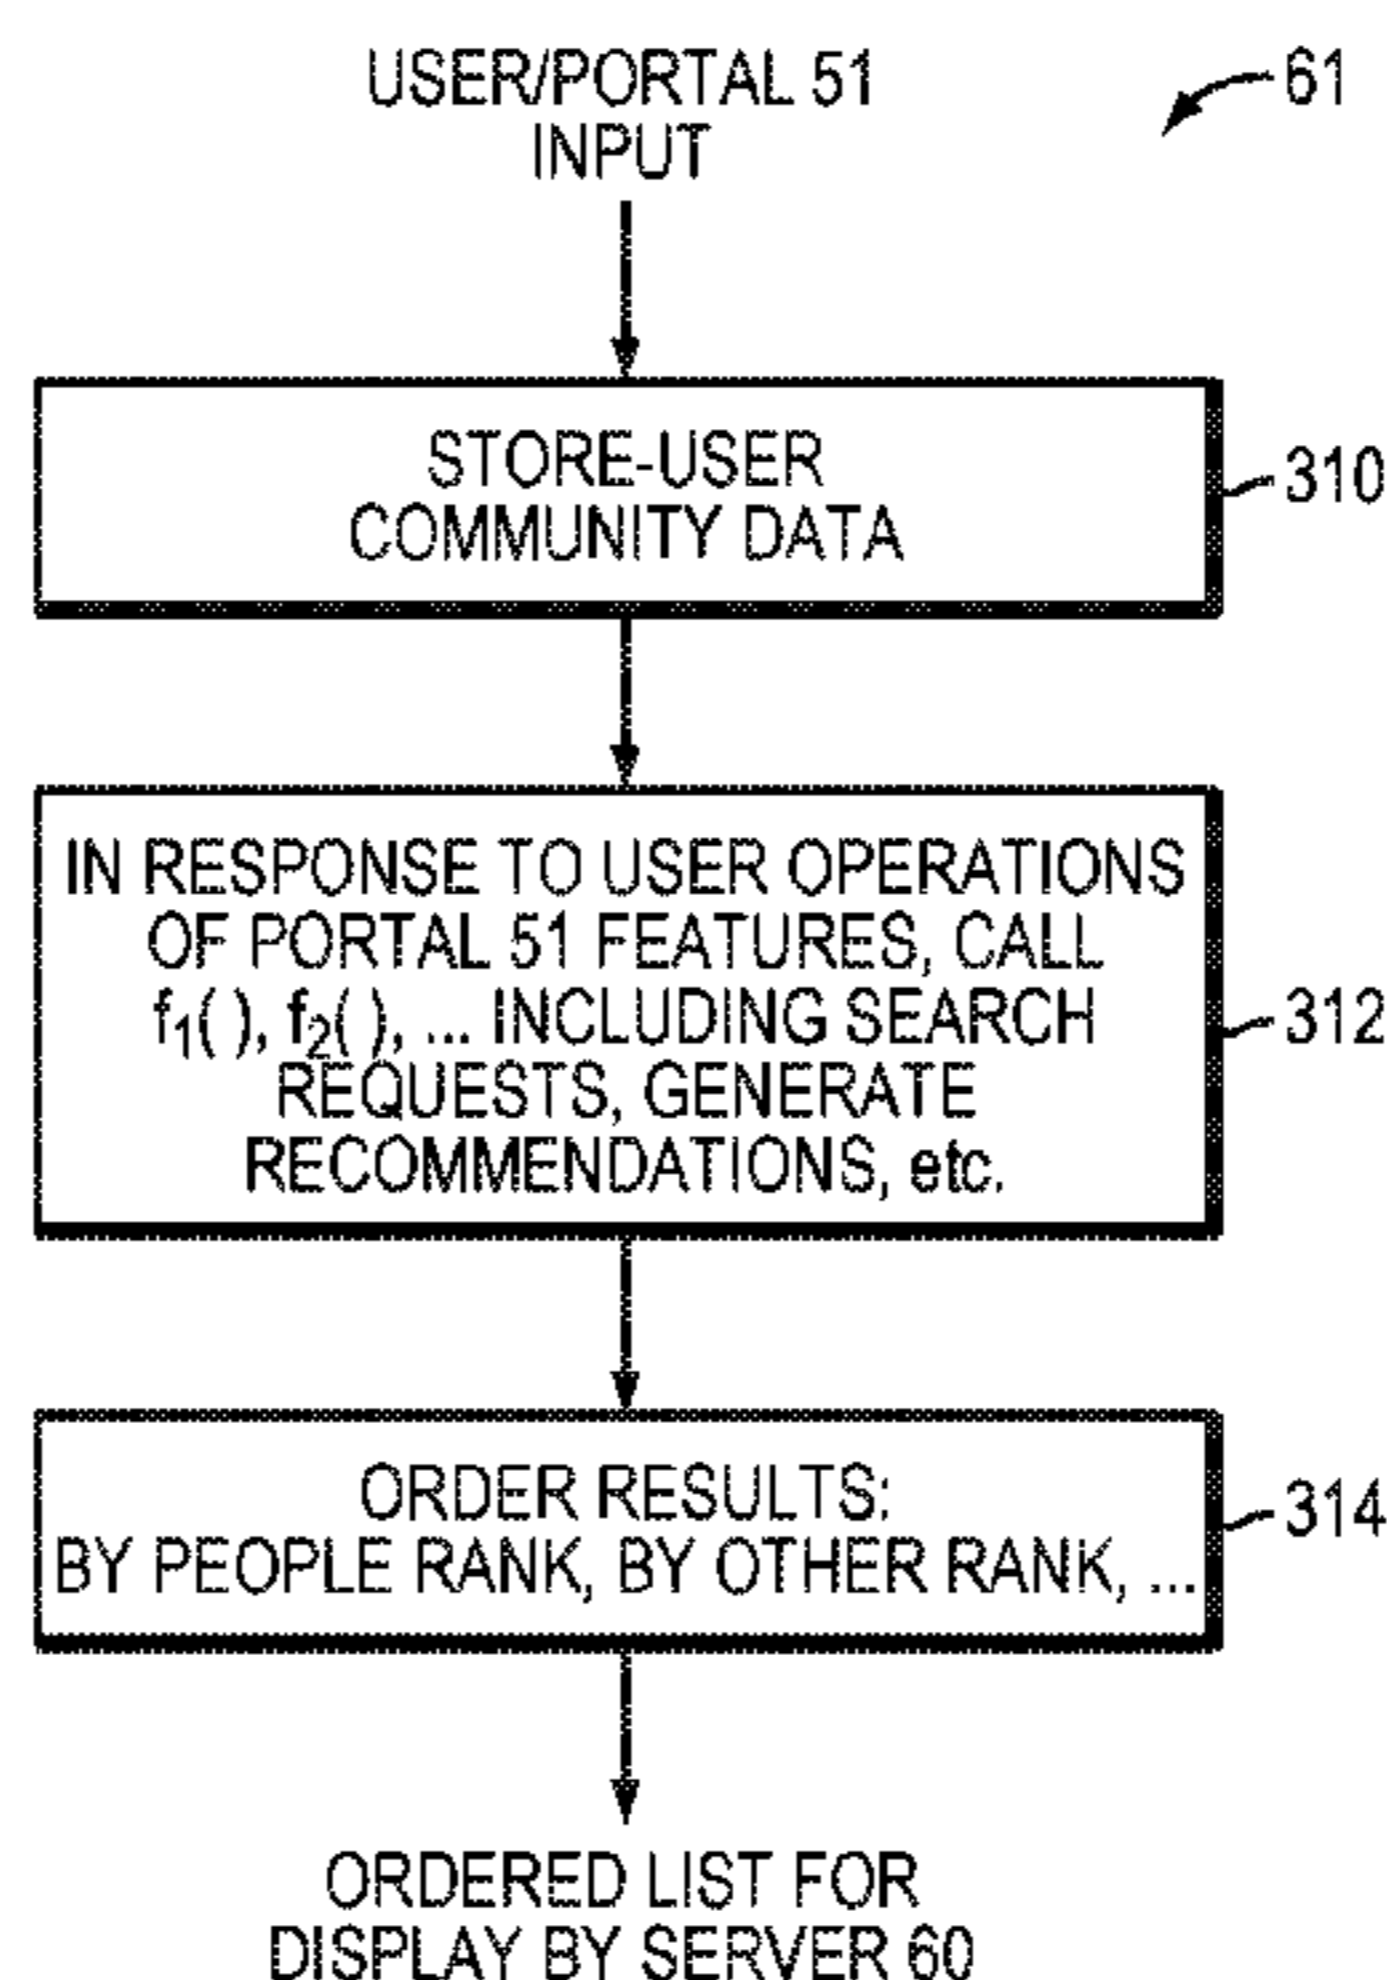 USER/PORTAL 51
INPUT
61
STORE-USER
COMMUNITY DATA
310
IN RESPONSE TO USER OPERATIONS
OF PORTAL 51 FEATURES, CALL
f₁( ), f₂( ), ... INCLUDING SEARCH
REQUESTS, GENERATE
RECOMMENDATIONS, etc.
312
ORDER RESULTS:
BY PEOPLE RANK, BY OTHER RANK, ...
314
ORDERED LIST FOR
DISPLAY BY SERVER 60